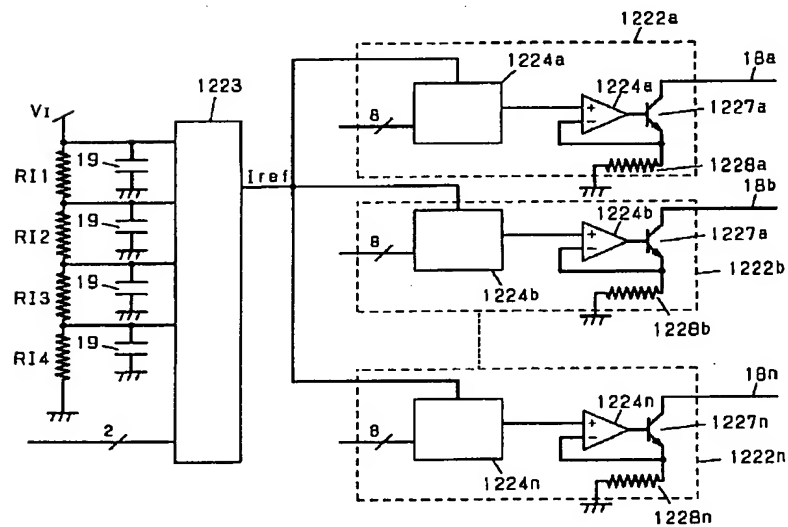 1222a
1224a
18a
1223
1224a
VI
+
−
8
1227a
19
Iref
1228a
RI1
18b
1224b
19
RI2
+
−
8
1227a
19
1222b
RI3
1224b
1228b
19
RI4
18n
1224n
+
−
8
1227n
2
1222n
1224n
1228n